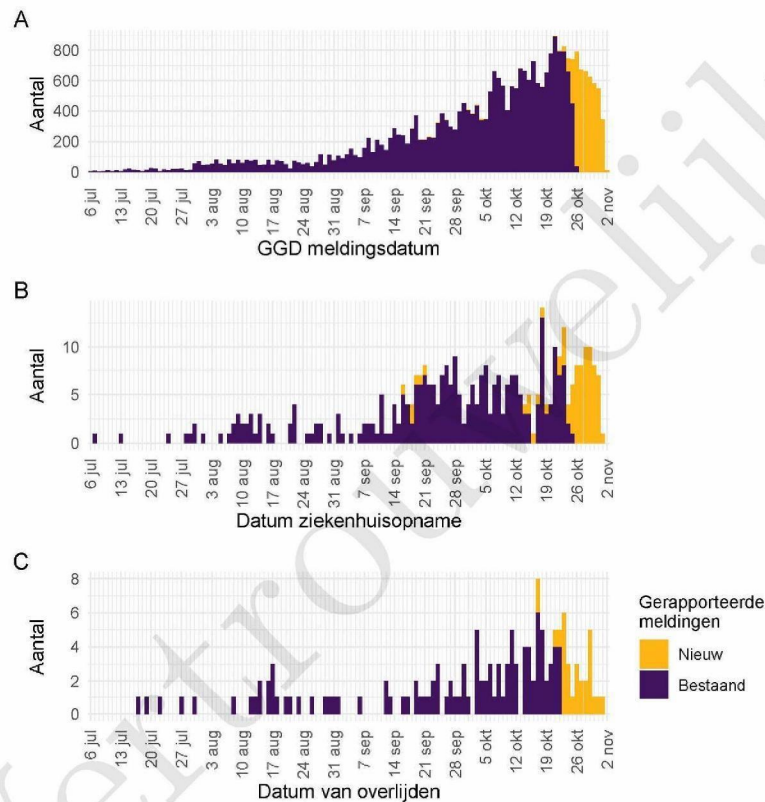 A
Aantal
800
600
400
200
0
6 jul 13 jul 20 jul 27 jul 3 aug 10 aug 17 aug 24 aug 31 aug 7 sep 14 sep 21 sep 28 sep 5 okt 12 okt 19 okt 26 okt 2 nov
GGD meldingsdatum
B
Aantal
10
5
0
6 jul 13 jul 20 jul 27 jul 3 aug 10 aug 17 aug 24 aug 31 aug 7 sep 14 sep 21 sep 28 sep 5 okt 12 okt 19 okt 26 okt 2 nov
Datum ziekenhuisopname
C
Aantal
8
6
4
2
0
6 jul 13 jul 20 jul 27 jul 3 aug 10 aug 17 aug 24 aug 31 aug 7 sep 14 sep 21 sep 28 sep 5 okt 12 okt 19 okt 26 okt 2 nov
Datum van overlijden
Gerapporteerde
meldingen
Nieuw
Bestaand